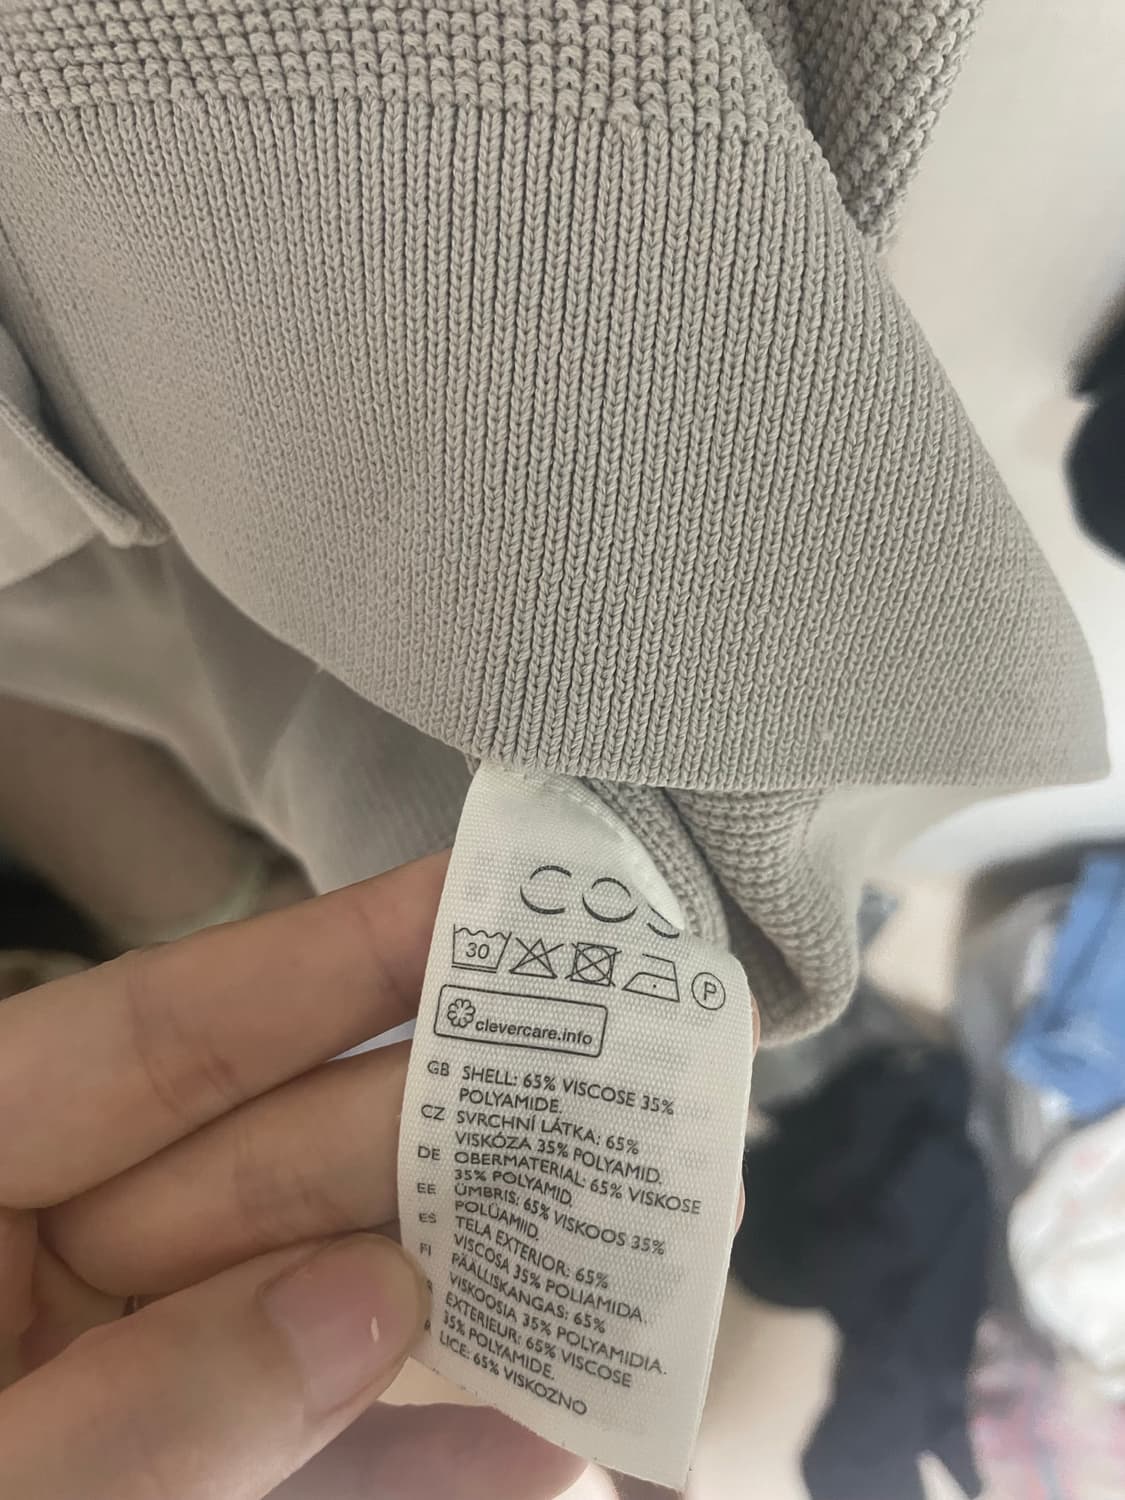 COS
30
P
clevercare.info
GB SHELL: 65% VISCOSE 35%
POLYAMIDE.
CZ SVRCHNÍ LÁTKA: 65%
VISKÓZA 35% POLYAMID.
DE OBERMATERIAL: 65% VISKOSE
35% POLYAMID.
EE ÜMBRIS: 65% VISKOOS 35%
POLÜAMIID.
ES TELA EXTERIOR: 65%
VISCOSA 35% POLIAMIDA.
FI PÄÄLLISKANGAS: 65%
VISKOOSIA 35% POLYAMIDIA.
EXTERIEUR: 65% VISCOSE
35% POLYAMIDE.
LICE: 65% VISKOZNO